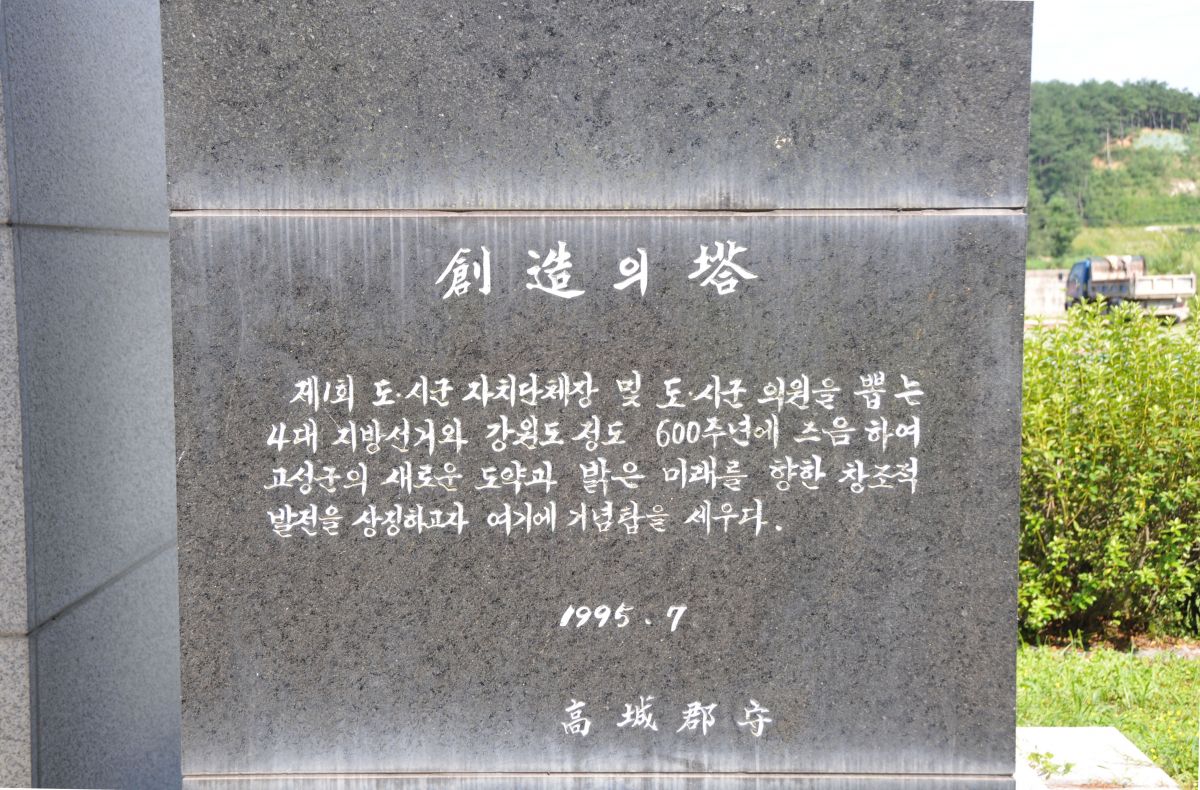 創造의 塔
제1회 도·시군 자치단체장 및 도·시군 의원을 뽑는
4대 지방선거와 강원도 정도 600주년에 즈음하여
고성군의 새로운 도약과 밝은 미래를 향한 창조적
발전을 상징하고자 여기에 기념탑을 세우다.
1995. 7
高城郡守